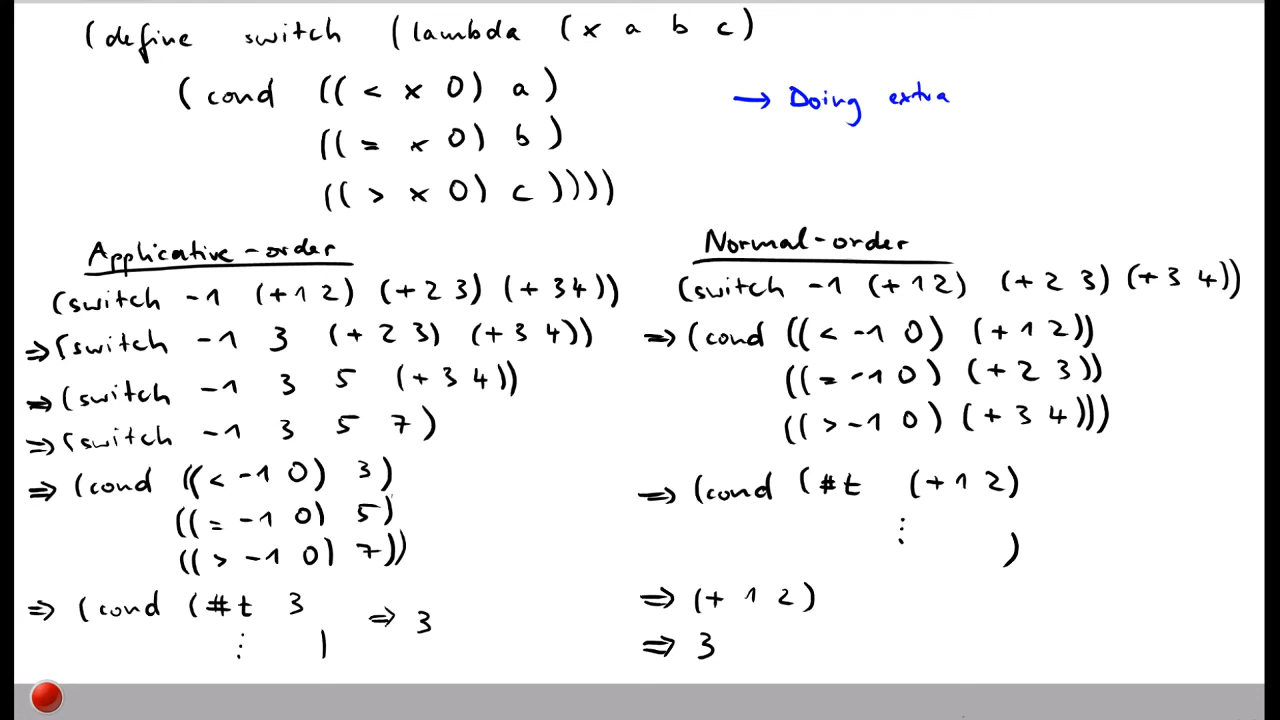 (define switch (lambda (x a b c)
(cond ((< x 0) a)
((= x 0) b)
((> x 0) c))))
→ Doing extra
Applicative-order
(switch -1 (+ 1 2) (+ 2 3) (+ 3 4))
⇒ (switch -1 3 (+ 2 3) (+ 3 4))
⇒ (switch -1 3 5 (+ 3 4))
⇒ (switch -1 3 5 7)
⇒ (cond ((< -1 0) 3)
((= -1 0) 5)
((> -1 0) 7))
⇒ (cond (#t 3
⋮ )
⇒ 3
Normal-order
(switch -1 (+ 1 2) (+ 2 3) (+ 3 4))
⇒ (cond ((< -1 0) (+ 1 2))
((= -1 0) (+ 2 3))
((> -1 0) (+ 3 4)))
⇒ (cond (#t (+ 1 2)
⋮ )
⇒ (+ 1 2)
⇒ 3